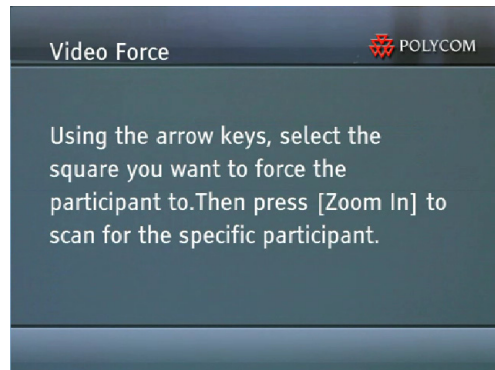 Video Force
POLYCOM
Using the arrow keys, select the
square you want to force the
participant to.Then press [Zoom In] to
scan for the specific participant.